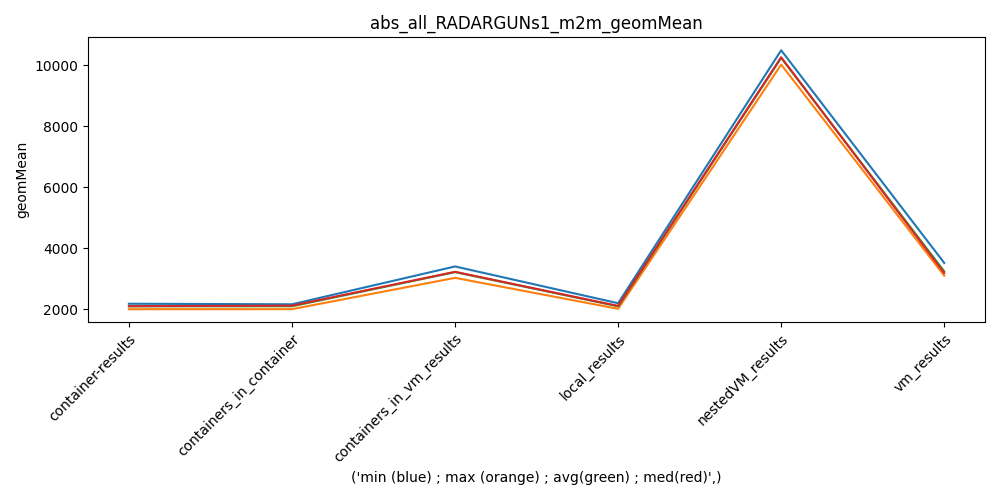 abs_all_RADARGUNs1_m2m_geomMean
geomMean
10000
8000
6000
4000
2000
container-results
containers_in_container
containers_in_vm_results
local_results
nestedVM_results
vm_results
('min (blue) ; max (orange) ; avg(green) ; med(red)',)